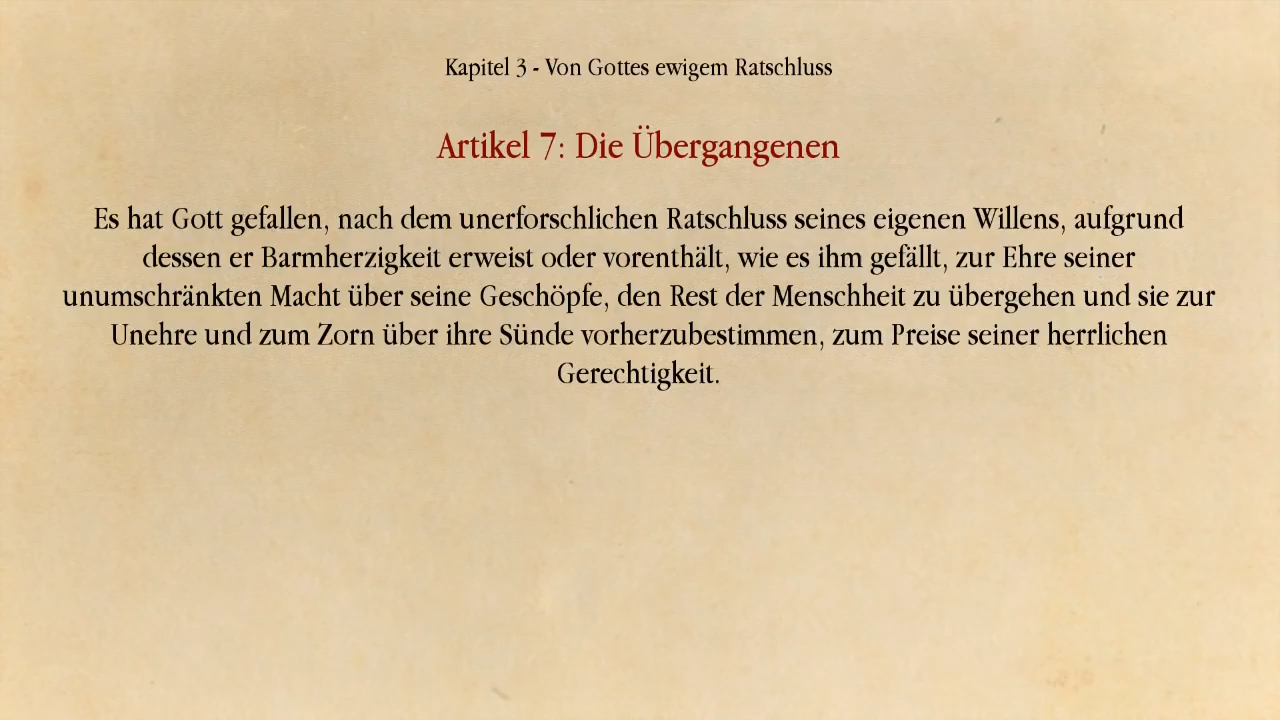 Kapitel 3 - Von Gottes ewigem Ratschluss
Artikel 7: Die Übergangenen
Es hat Gott gefallen, nach dem unerforschlichen Ratschluss seines eigenen Willens, aufgrund
dessen er Barmherzigkeit erweist oder vorenthält, wie es ihm gefällt, zur Ehre seiner
unumschränkten Macht über seine Geschöpfe, den Rest der Menschheit zu übergehen und sie zur
Unehre und zum Zorn über ihre Sünde vorherzubestimmen, zum Preise seiner herrlichen
Gerechtigkeit.